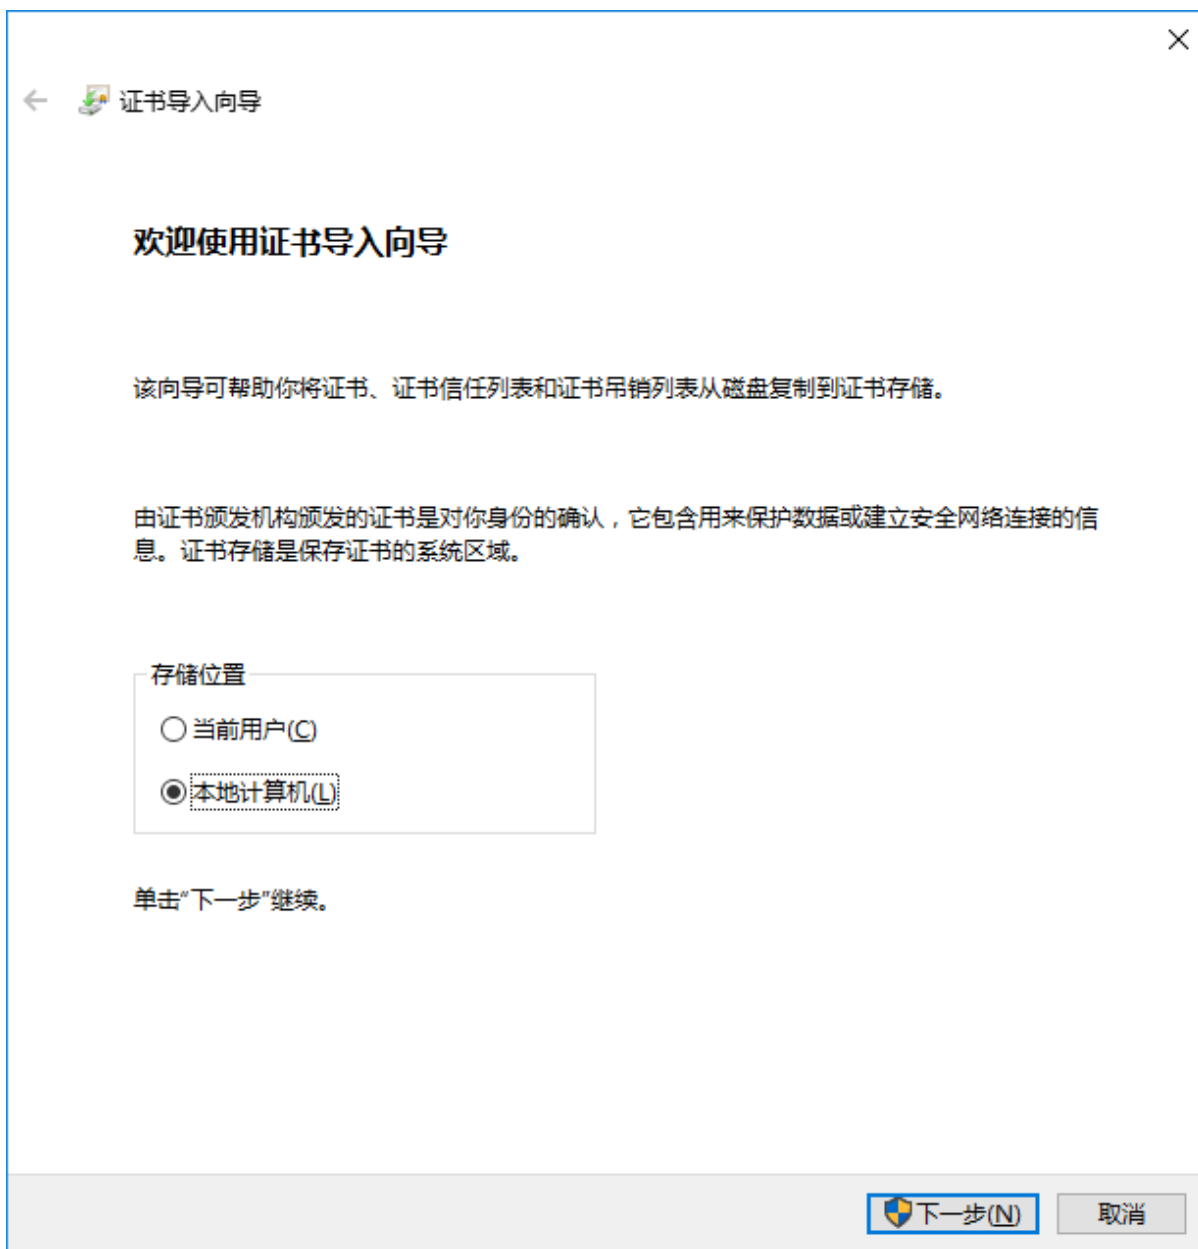 证书导入向导
欢迎使用证书导入向导
该向导可帮助你将证书、证书信任列表和证书吊销列表从磁盘复制到证书存储。
由证书颁发机构颁发的证书是对你身份的确认，它包含用来保护数据或建立安全网络连接的信
息。证书存储是保存证书的系统区域。
存储位置
当前用户(C)
本地计算机(L)
单击“下一步”继续。
下一步(N)
取消